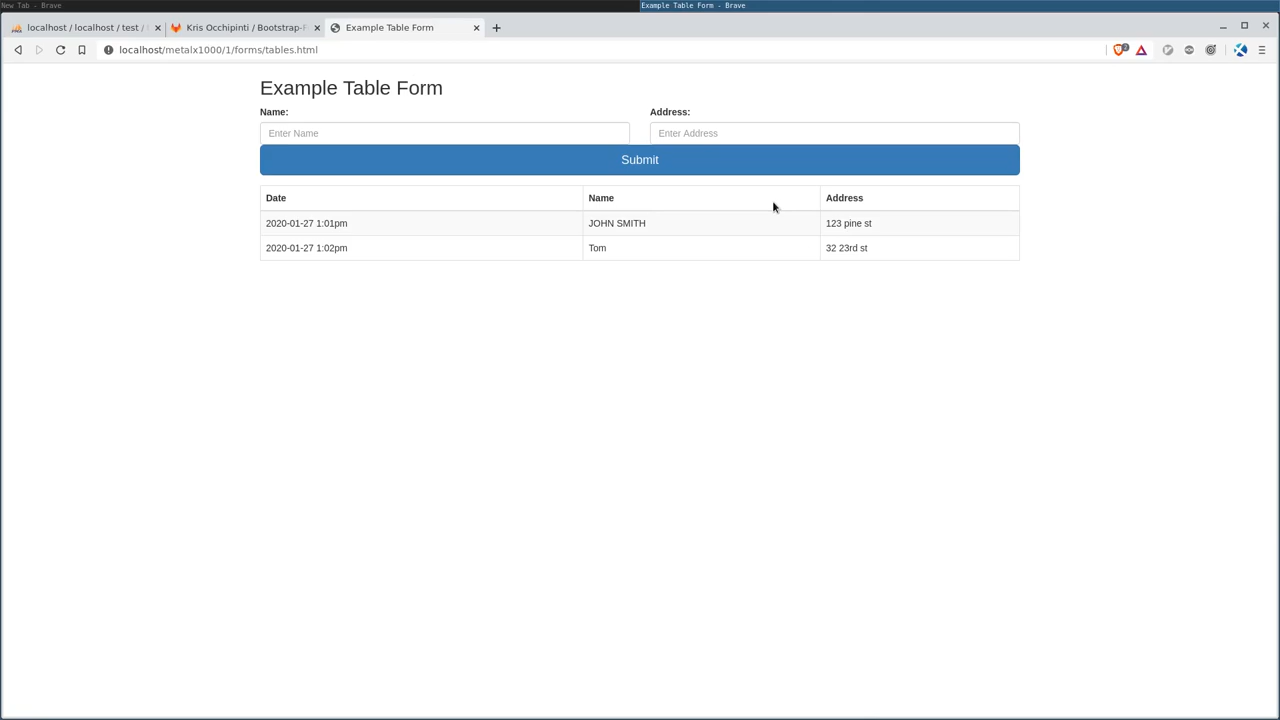 New Tab - Brave
Example Table Form - Brave
localhost / localhost / test /
Kris Occhipinti / Bootstrap-F
Example Table Form
localhost/metalx1000/1/forms/tables.html
2
Example Table Form
Name: Address:
Enter Name Enter Address
Submit
Date Name Address
2020-01-27 1:01pm JOHN SMITH 123 pine st
2020-01-27 1:02pm Tom 32 23rd st